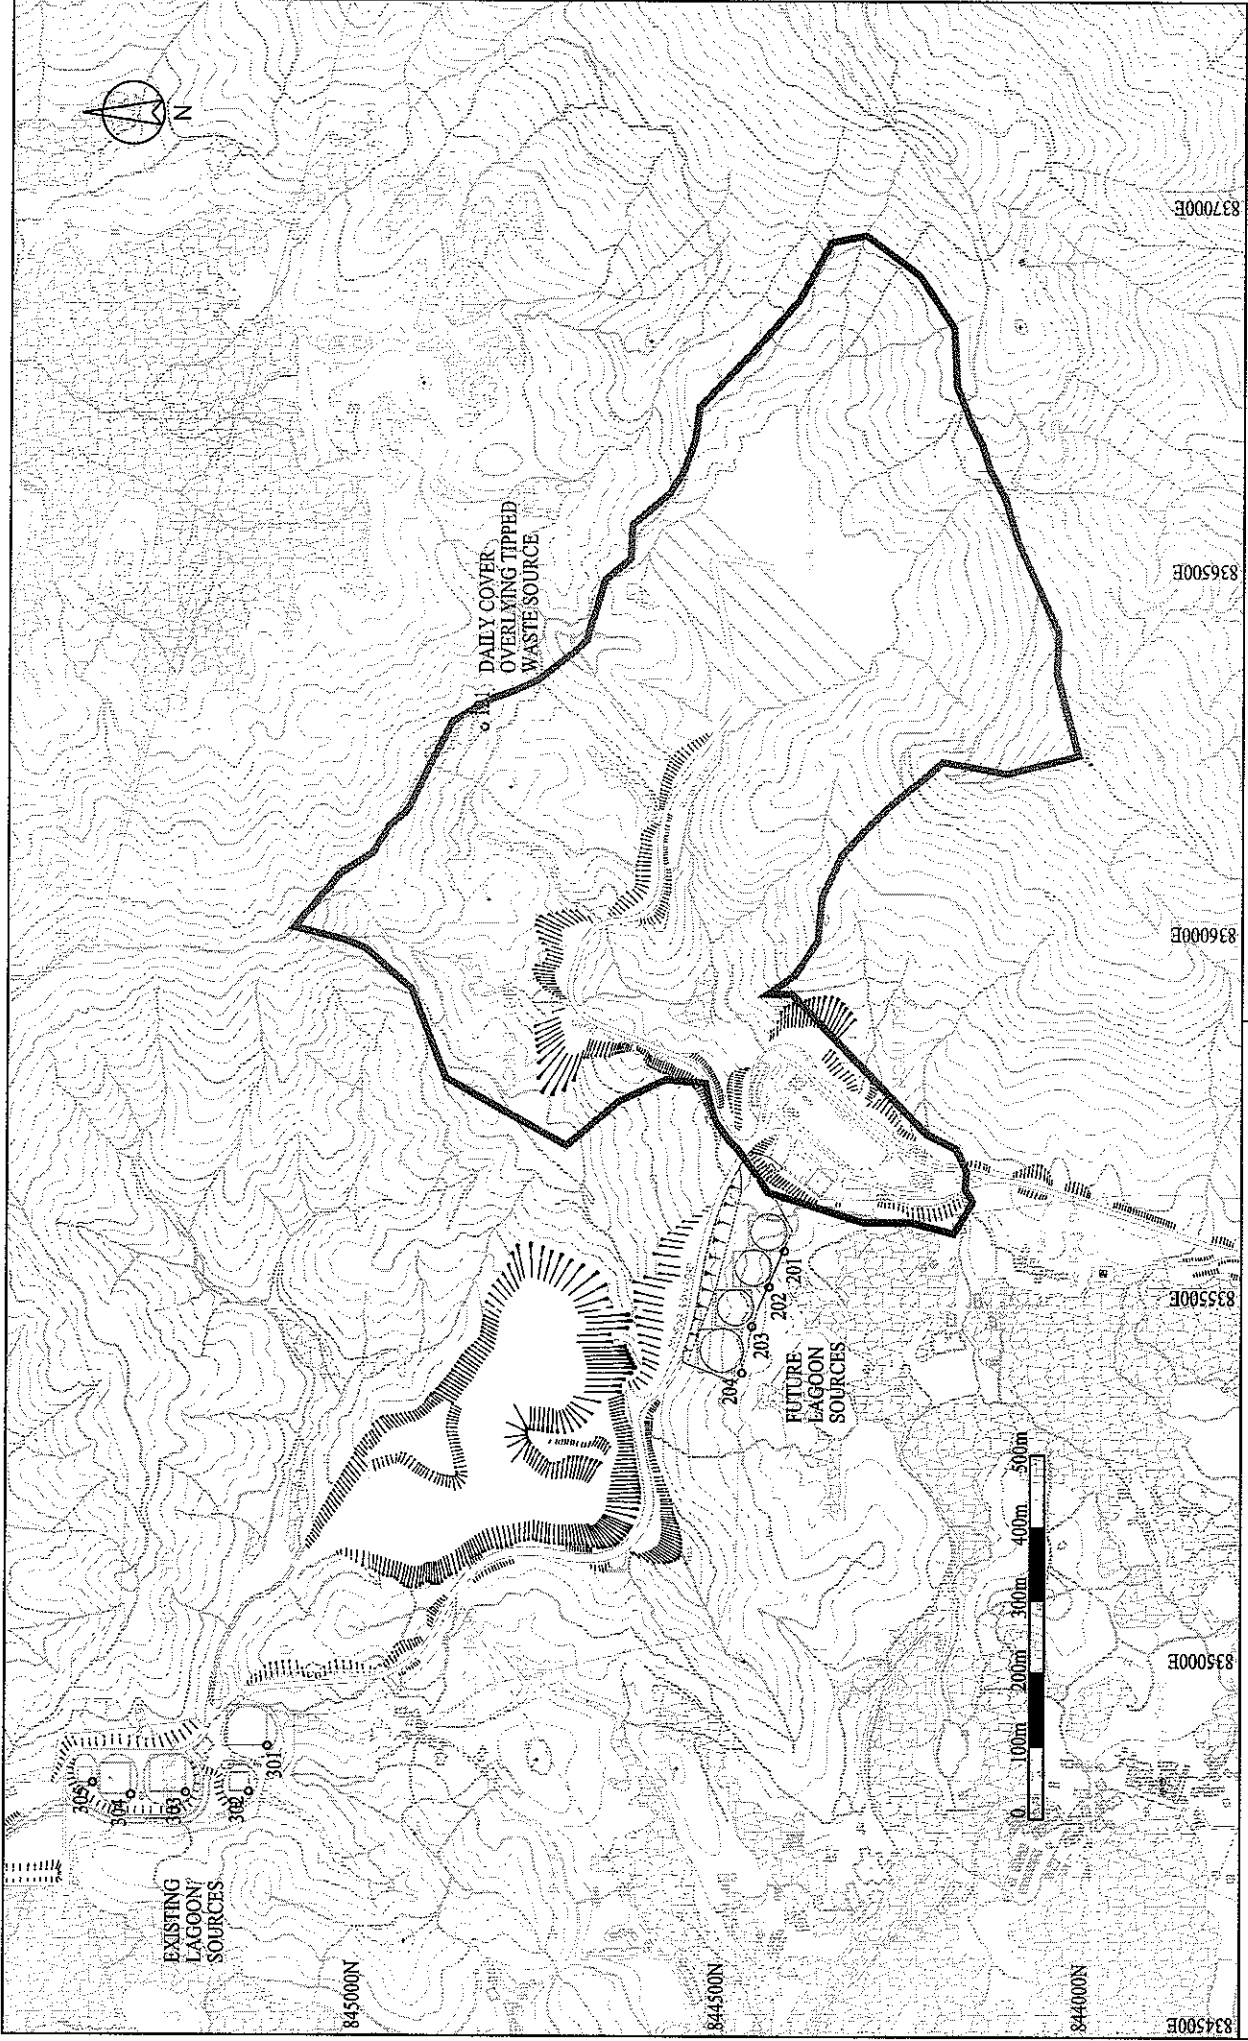 N
EXISTING
LAGOON
SOURCES
305
304
303
302
301
DAILY COVER
OVERLYING TIPPED
WASTE SOURCE
204
203
202
201
FUTURE
LAGOON
SOURCES
0
100m
200m
300m
400m
500m
845000N
844500N
844000N
834500E
835000E
835500E
836000E
836500E
837000E